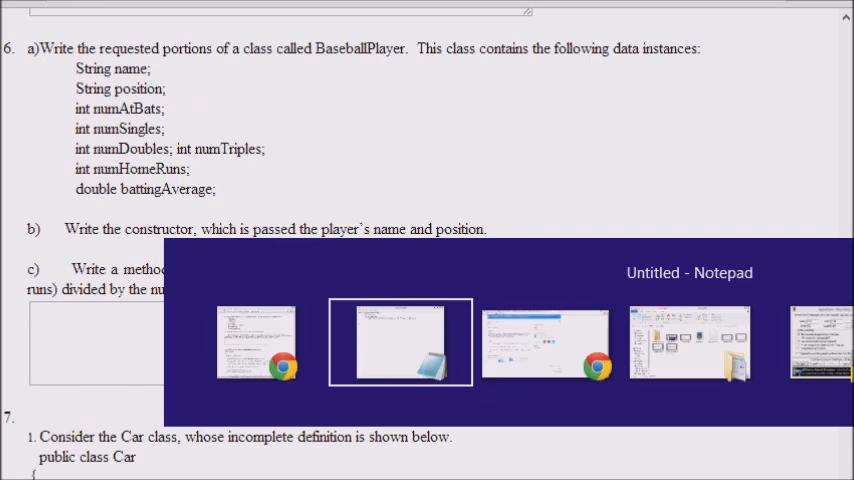 6. a)Write the requested portions of a class called BaseballPlayer. This class contains the following data instances:
String name;
String position;
int numAtBats;
int numSingles;
int numDoubles; int numTriples;
int numHomeRuns;
double battingAverage;
b) Write the constructor, which is passed the player's name and position.
c) Write a method
runs) divided by the nu
Untitled - Notepad
7.
1. Consider the Car class, whose incomplete definition is shown below.
public class Car
{